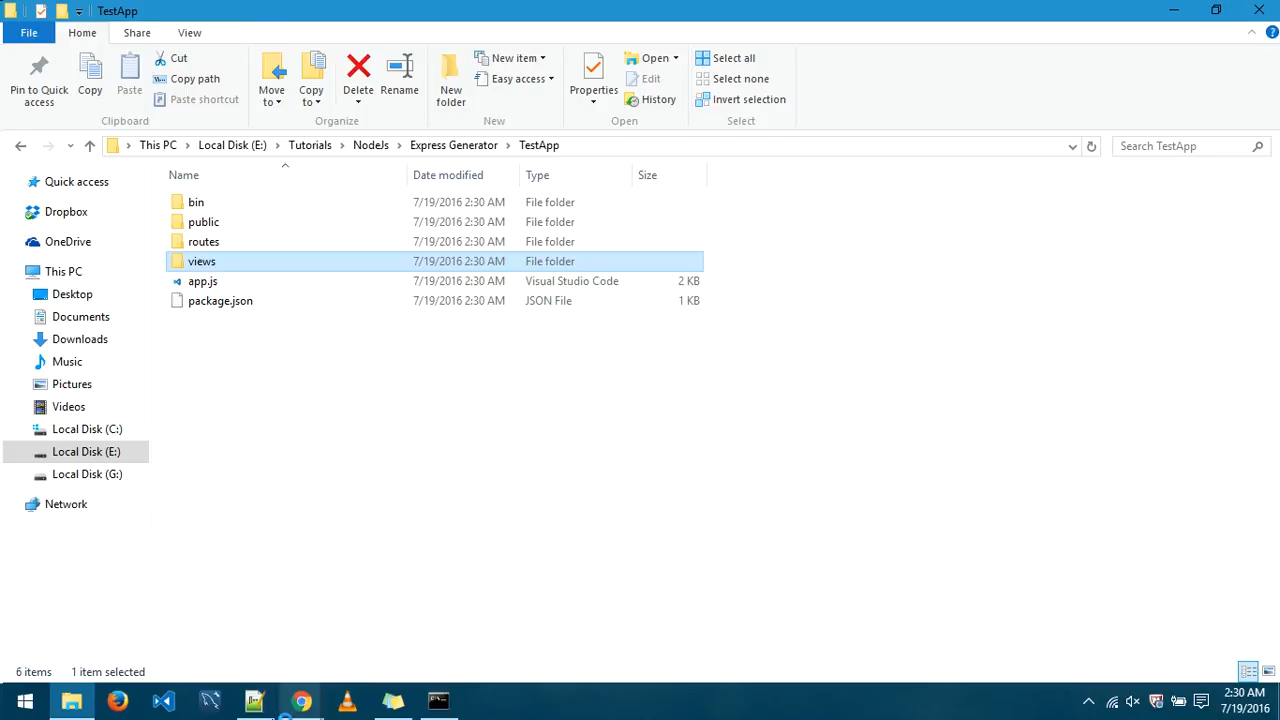 TestApp
File Home Share View
Pin to Quick access
Copy
Paste
Cut
Copy path
Paste shortcut
Clipboard
Move to
Copy to
Delete
Rename
Organize
New folder
New item
Easy access
New
Properties
Open
Edit
History
Open
Select all
Select none
Invert selection
Select
This PC Local Disk (E:) Tutorials NodeJs Express Generator TestApp
Search TestApp
Name Date modified Type Size
bin 7/19/2016 2:30 AM File folder
public 7/19/2016 2:30 AM File folder
routes 7/19/2016 2:30 AM File folder
views 7/19/2016 2:30 AM File folder
app.js 7/19/2016 2:30 AM Visual Studio Code 2 KB
package.json 7/19/2016 2:30 AM JSON File 1 KB
Quick access
Dropbox
OneDrive
This PC
Desktop
Documents
Downloads
Music
Pictures
Videos
Local Disk (C:)
Local Disk (E:)
Local Disk (G:)
Network
6 items 1 item selected
2:30 AM
7/19/2016